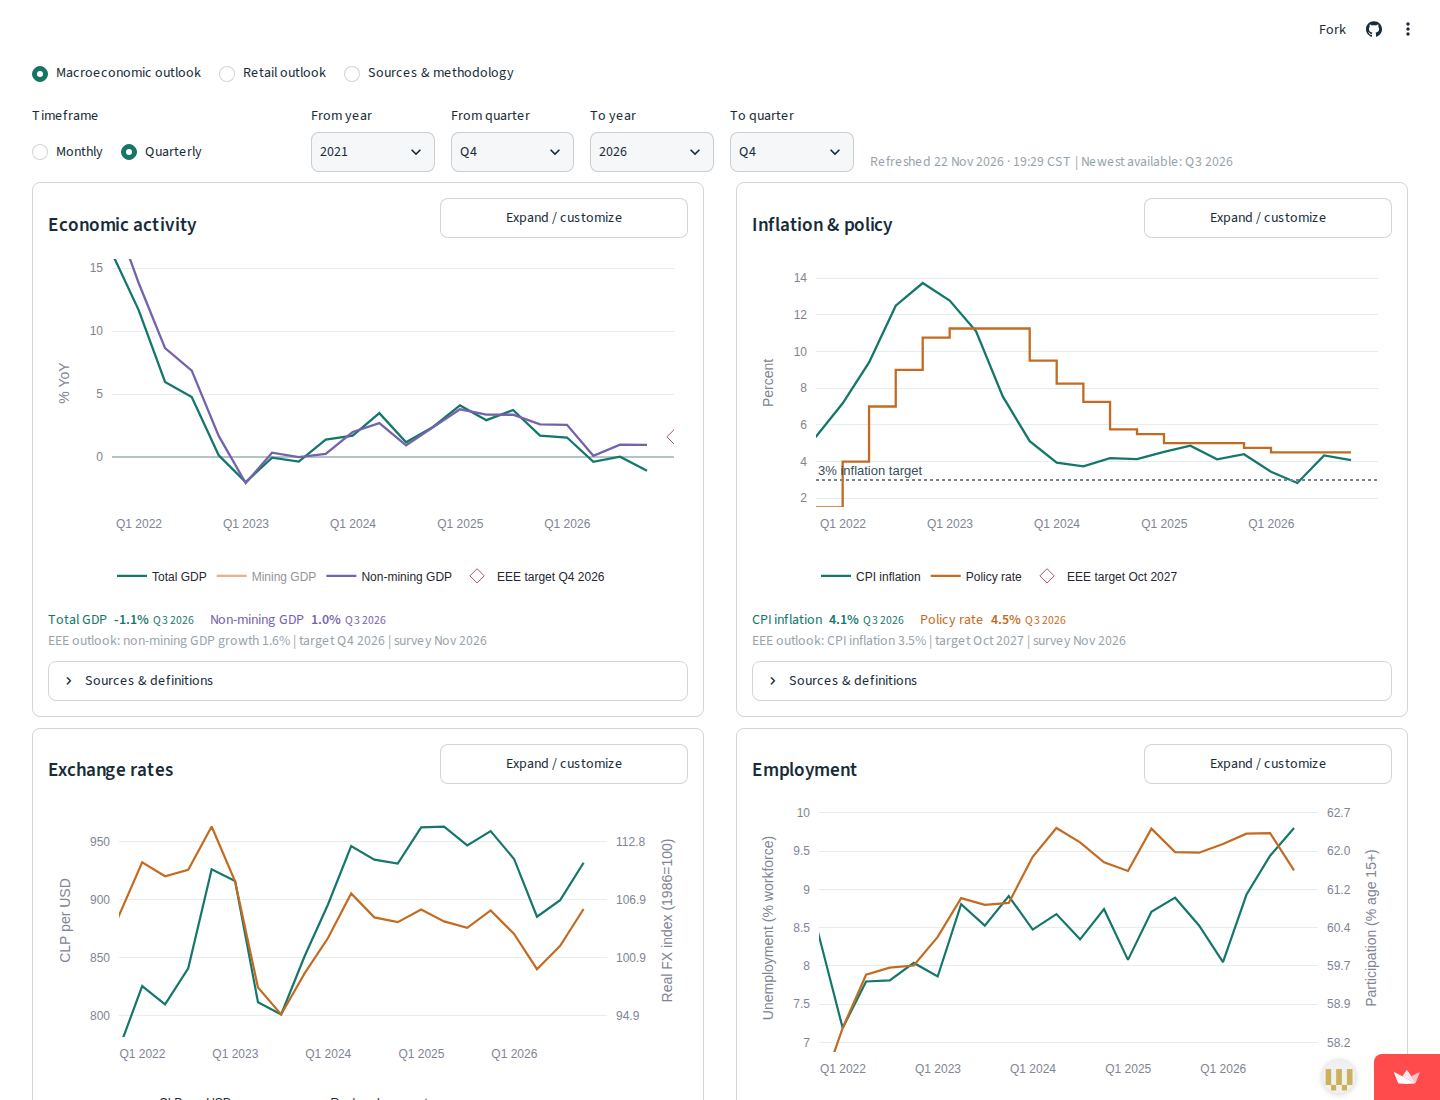 Fork
Macroeconomic outlook Retail outlook Sources & methodology
Timeframe From year From quarter To year To quarter
Monthly Quarterly 2021 Q4 2026 Q4 Refreshed 22 Nov 2026 · 19:29 CST | Newest available: Q3 2026
Economic activity Expand / customize
15
10
5
0
% YoY
Q1 2022 Q1 2023 Q1 2024 Q1 2025 Q1 2026
Total GDP Mining GDP Non-mining GDP EEE target Q4 2026
Total GDP -1.1% Q3 2026 Non-mining GDP 1.0% Q3 2026
EEE outlook: non-mining GDP growth 1.6% | target Q4 2026 | survey Nov 2026
Sources & definitions
Inflation & policy Expand / customize
14
12
10
8
6
4
2
Percent
3% inflation target
Q1 2022 Q1 2023 Q1 2024 Q1 2025 Q1 2026
CPI inflation Policy rate EEE target Oct 2027
CPI inflation 4.1% Q3 2026 Policy rate 4.5% Q3 2026
EEE outlook: CPI inflation 3.5% | target Oct 2027 | survey Nov 2026
Sources & definitions
Exchange rates Expand / customize
950 112.8
900 106.9
850 100.9
800 94.9
CLP per USD
Real FX index (1986=100)
Q1 2022 Q1 2023 Q1 2024 Q1 2025 Q1 2026
Employment Expand / customize
10 62.7
9.5 62.0
9 61.2
8.5 60.4
8 59.7
7.5 58.9
7 58.2
Unemployment (% workforce)
Participation (% age 15+)
Q1 2022 Q1 2023 Q1 2024 Q1 2025 Q1 2026